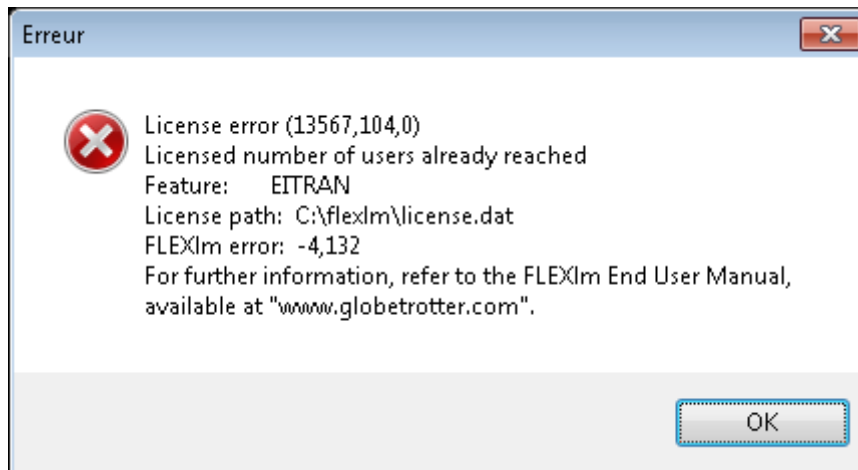 Erreur
License error (13567,104,0)
Licensed number of users already reached
Feature: EITRAN
License path: C:\flexlm\license.dat
FLEXlm error: -4,132
For further information, refer to the FLEXlm End User Manual,
available at "www.globetrotter.com".
OK